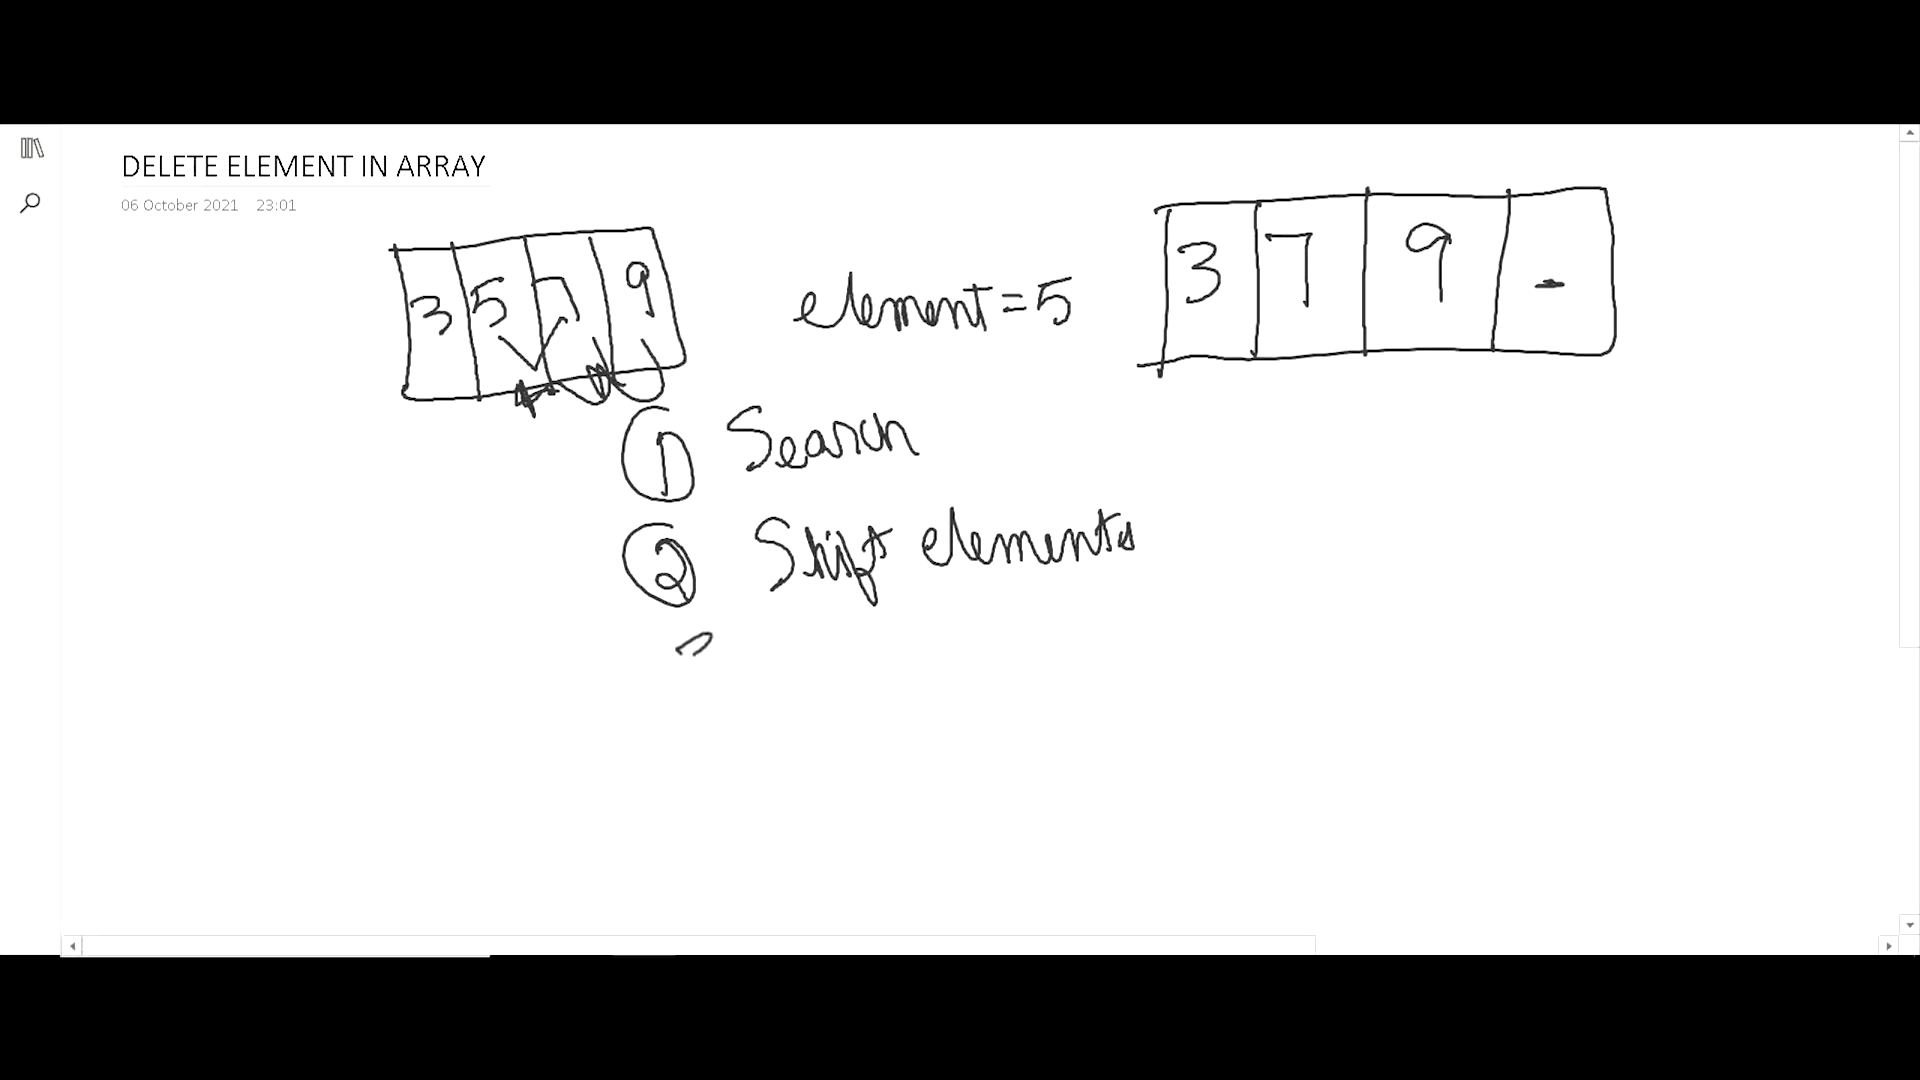 DELETE ELEMENT IN ARRAY
06 October 2021 23:01
3 5 7 9
element = 5
3 7 9 -
1 Search
2 Shift elements